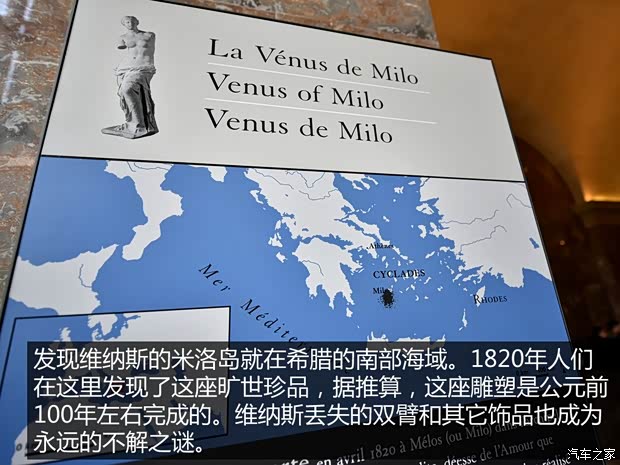 La Vénus de Milo
Venus of Milo
Venus de Milo
Athènes
CYCLADES
Milo
RHODES
Mer Méditer
发现维纳斯的米洛岛就在希腊的南部海域。1820年人们
在这里发现了这座旷世珍品，据推算，这座雕塑是公元前
100年左右完成的。维纳斯丢失的双臂和其它饰品也成为
永远的不解之谜。
en avril 1820 à Mélos (ou Milo) dans
déesse de l'Amour que
汽车之家